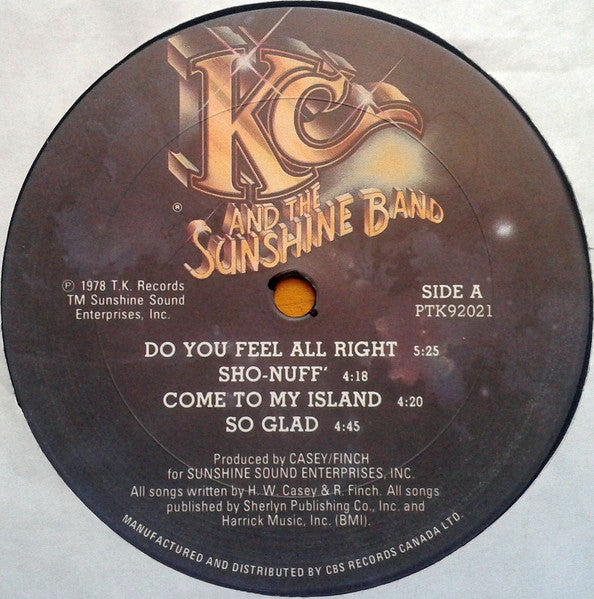 KC
AND THE
SUNSHINE BAND
®
℗ 1978 T.K. Records
TM Sunshine Sound
Enterprises, Inc.
SIDE A
PTK92021
DO YOU FEEL ALL RIGHT 5:25
SHO-NUFF' 4:18
COME TO MY ISLAND 4:20
SO GLAD 4:45
Produced by CASEY/FINCH
for SUNSHINE SOUND ENTERPRISES, INC.
All songs written by H. W. Casey & R. Finch. All songs
published by Sherlyn Publishing Co., Inc. and
Harrick Music, Inc. (BMI).
MANUFACTURED AND DISTRIBUTED BY CBS RECORDS CANADA LTD.